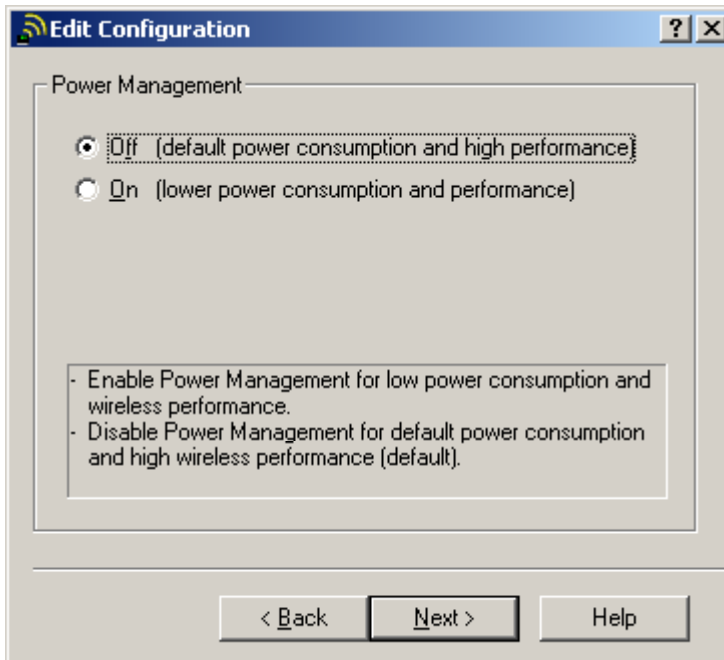 Edit Configuration
Power Management
Off (default power consumption and high performance)
On (lower power consumption and performance)
- Enable Power Management for low power consumption and
wireless performance.
- Disable Power Management for default power consumption
and high wireless performance (default).
< Back
Next >
Help